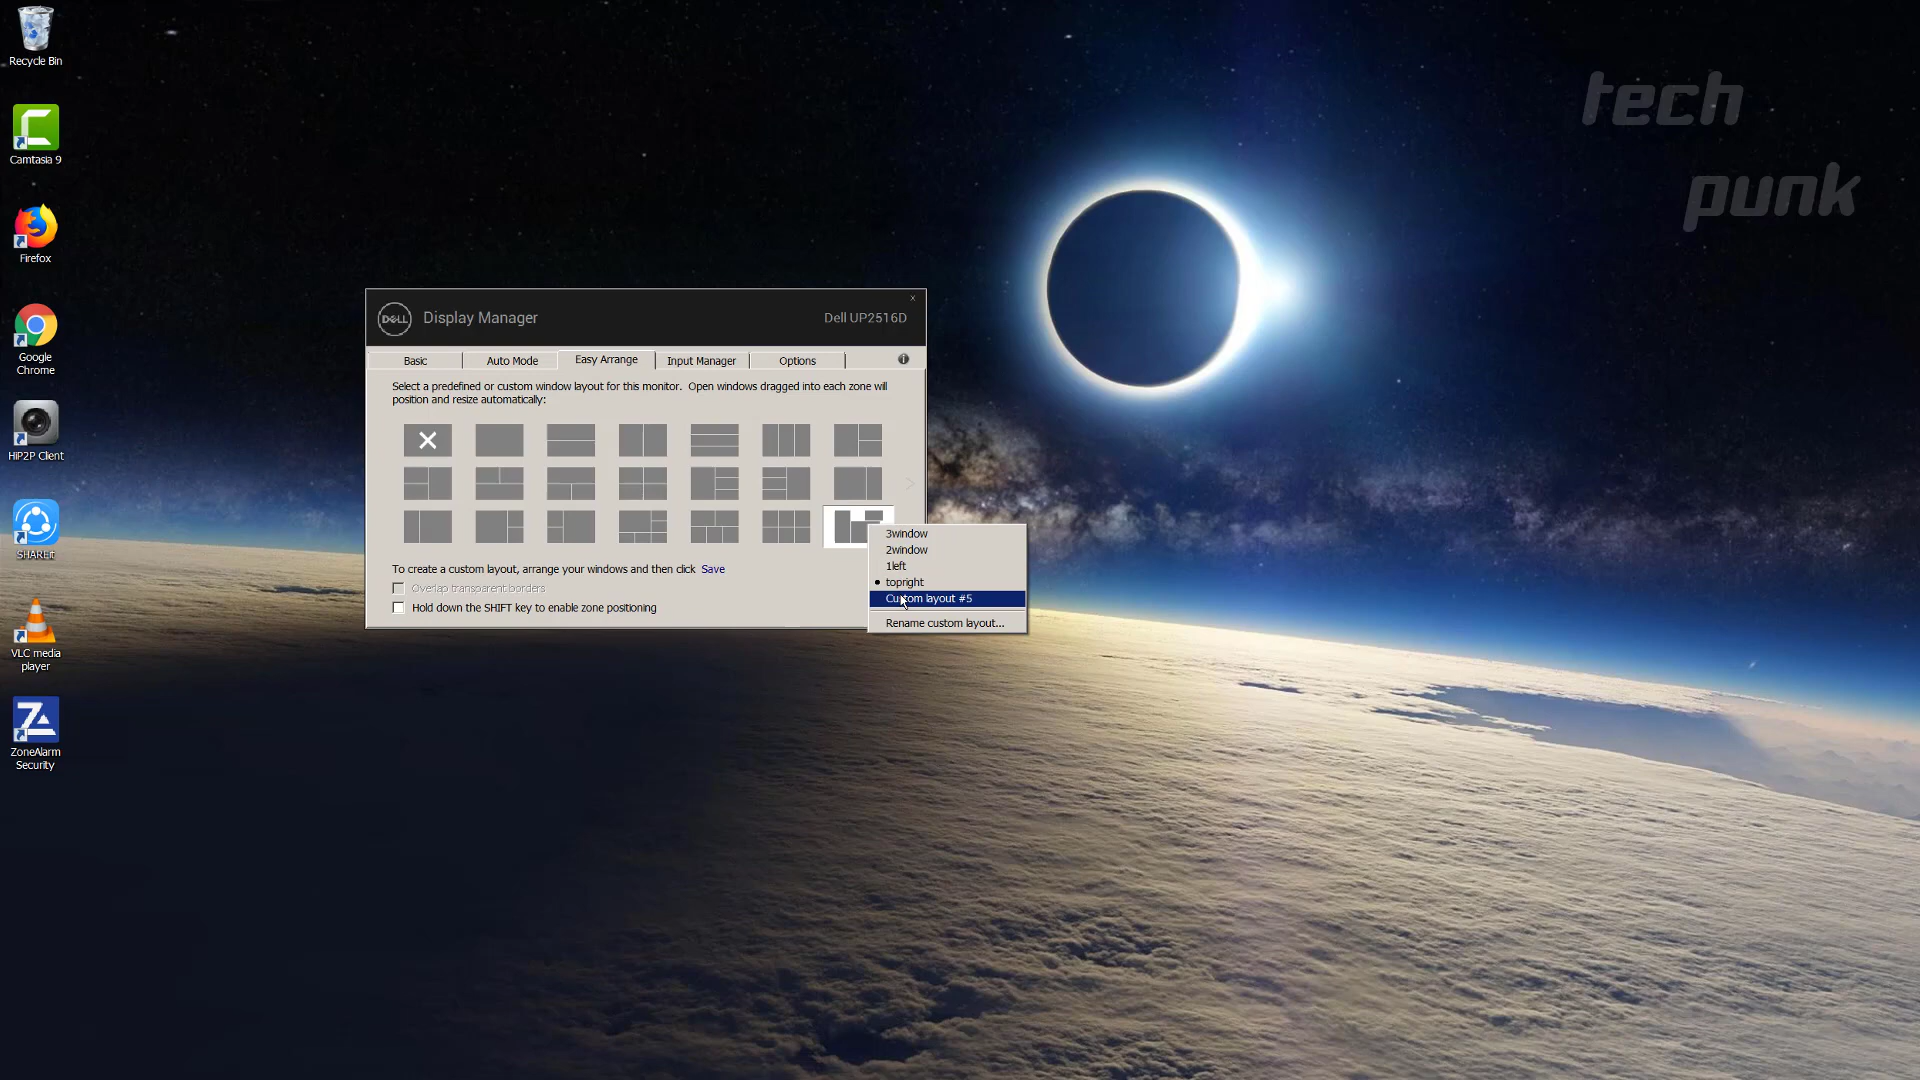 Recycle Bin
Camtasia 9
Firefox
Google
Chrome
HiP2P Client
SHAREit
VLC media
player
ZoneAlarm
Security
tech
punk
DELL
Display Manager
Dell UP2516D
x
Basic
Auto Mode
Easy Arrange
Input Manager
Options
i
Select a predefined or custom window layout for this monitor. Open windows dragged into each zone will
position and resize automatically:
To create a custom layout, arrange your windows and then click Save
Overlap transparent borders
Hold down the SHIFT key to enable zone positioning
3window
2window
1left
topright
Custom layout #5
Rename custom layout...